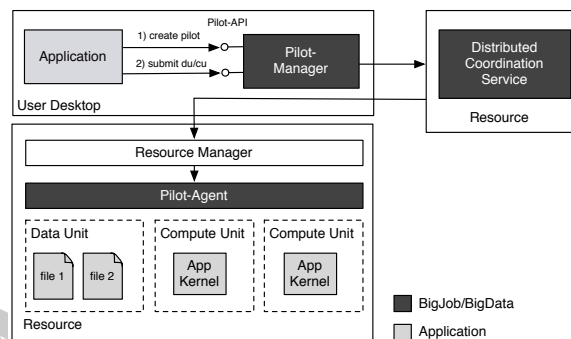 Pilot-API
1) create pilot
Application
2) submit du/cu
Pilot-
Manager
User Desktop
Distributed
Coordination
Service
Resource
Resource Manager
Pilot-Agent
Data Unit
file 1
file 2
Compute Unit
App
Kernel
Compute Unit
App
Kernel
Resource
BigJob/BigData
Application